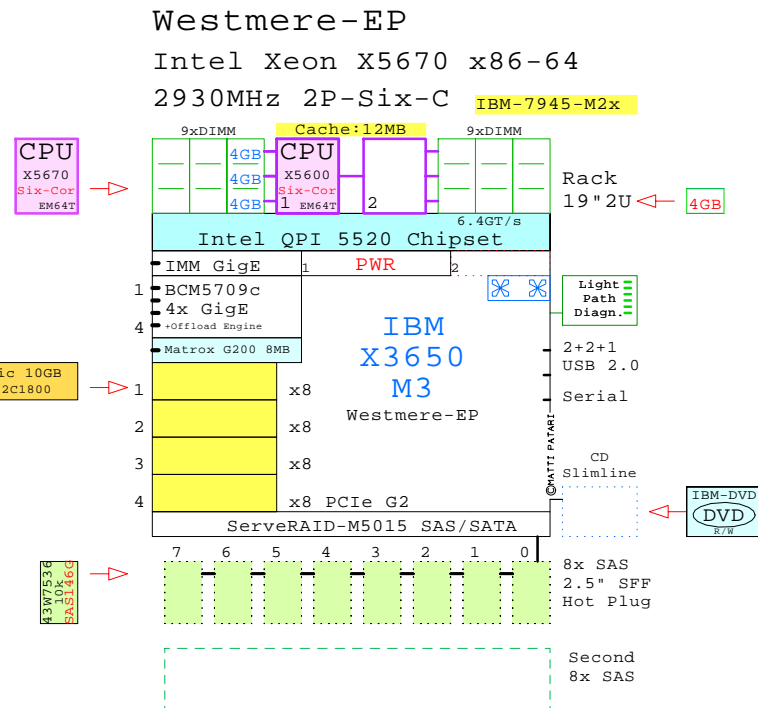 Westmere-EP
Intel Xeon X5670 x86-64
2930MHz 2P-Six-C IBM-7945-M2x
9xDIMM Cache:12MB 9xDIMM
CPU
X5670
Six-Cor
EM64T
4GB
4GB
4GB
CPU
X5600
Six-Cor
1 EM64T
2
Rack
19"2U
4GB
6.4GT/s
Intel QPI 5520 Chipset
IMM GigE 1 PWR 2
1 BCM5709c
4x GigE
4 +Offload Engine
Matrox G200 8MB
Light
Path
Diagn.
IBM
X3650
M3
Westmere-EP
2+2+1
USB 2.0
Serial
©MATTI PATARI
ic 10GB
2C1800
1 x8
2 x8
3 x8
4 x8 PCIe G2
CD
Slimline
IBM-DVD
DVD
R/W
ServeRAID-M5015 SAS/SATA
7 6 5 4 3 2 1 0
43W7536
10k
SAS146G
8x SAS
2.5" SFF
Hot Plug
Second
8x SAS